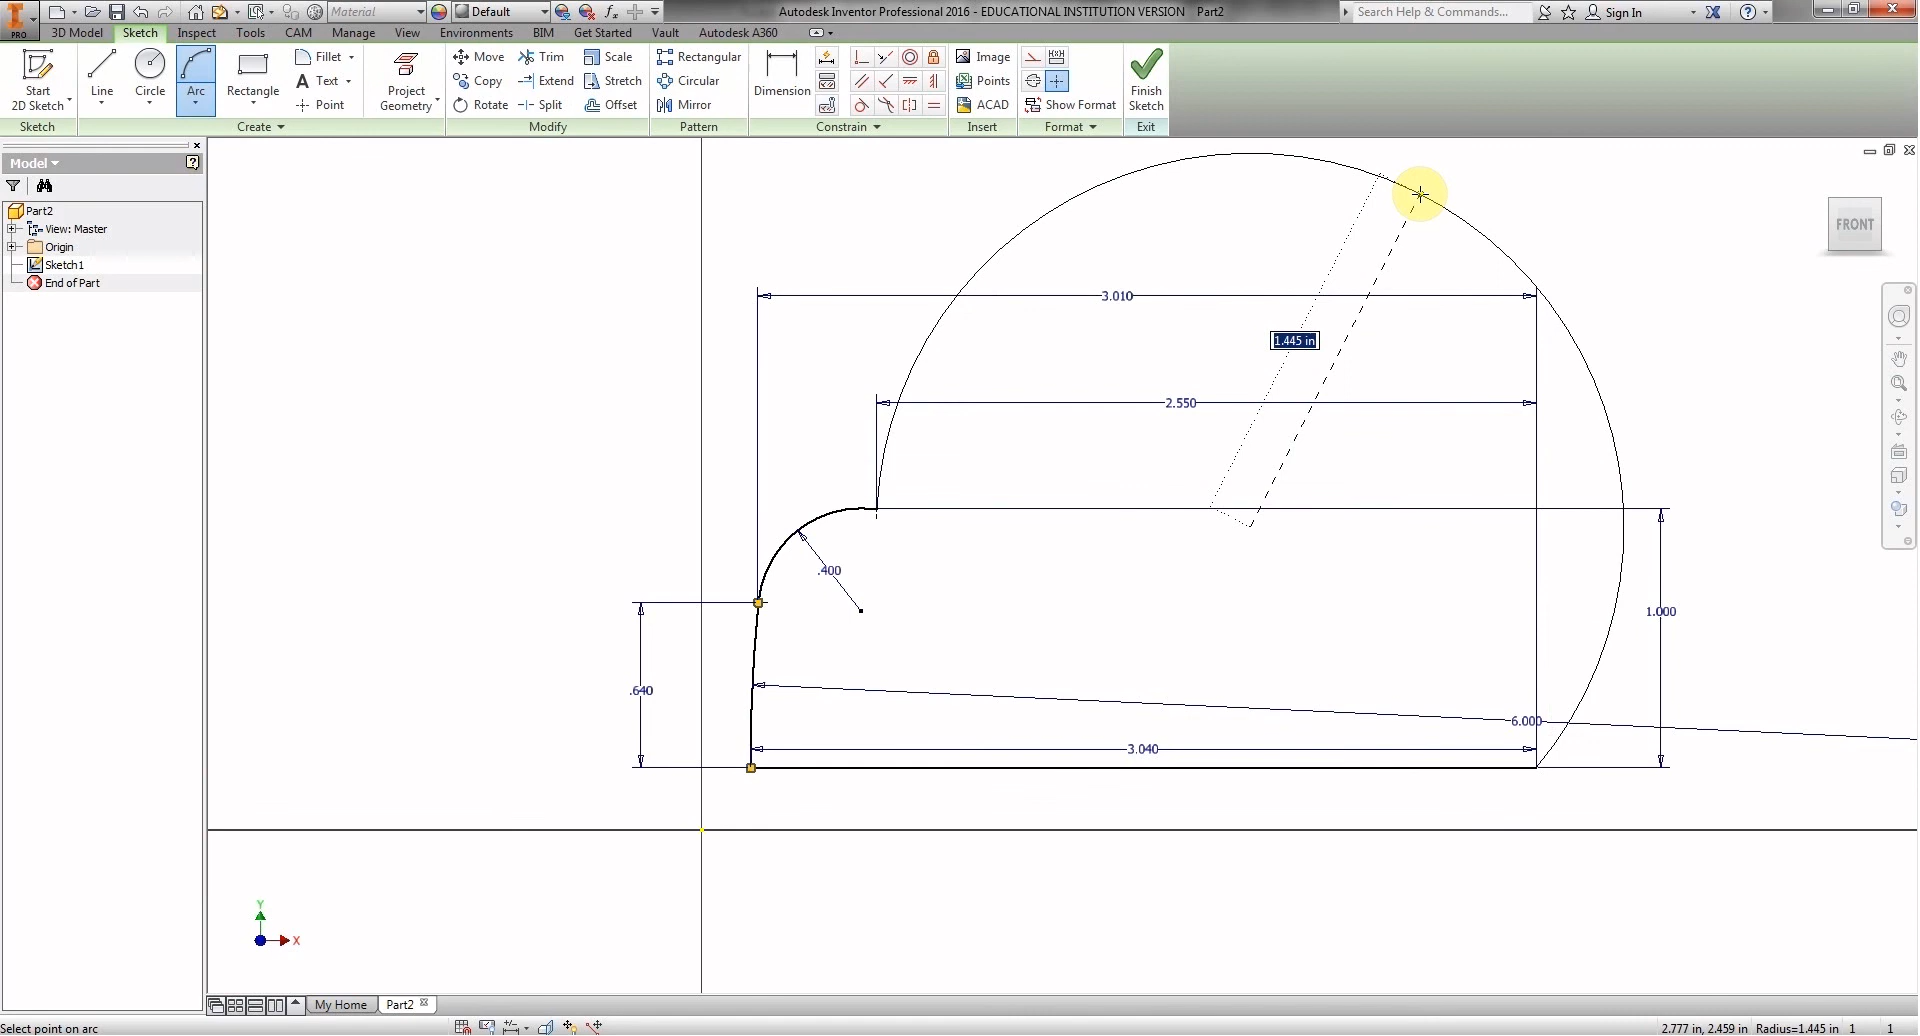 Material
Default
Autodesk Inventor Professional 2016 - EDUCATIONAL INSTITUTION VERSION Part2
Search Help & Commands...
Sign In
PRO
3D Model
Sketch
Inspect
Tools
CAM
Manage
View
Environments
BIM
Get Started
Vault
Autodesk A360
Start
2D Sketch
Line
Circle
Arc
Rectangle
Fillet
Text
Point
Project
Geometry
Move
Copy
Rotate
Trim
Extend
Split
Scale
Stretch
Offset
Rectangular
Circular
Mirror
Dimension
Image
Points
ACAD
Show Format
Finish
Sketch
Sketch
Create
Modify
Pattern
Constrain
Insert
Format
Exit
Model
Part2
View: Master
Origin
Sketch1
End of Part
FRONT
3.010
1.445 in
2.550
.400
1.000
.640
6.000
3.040
Y
X
My Home
Part2
Select point on arc
2.777 in, 2.459 in Radius=1.445 in 1 1